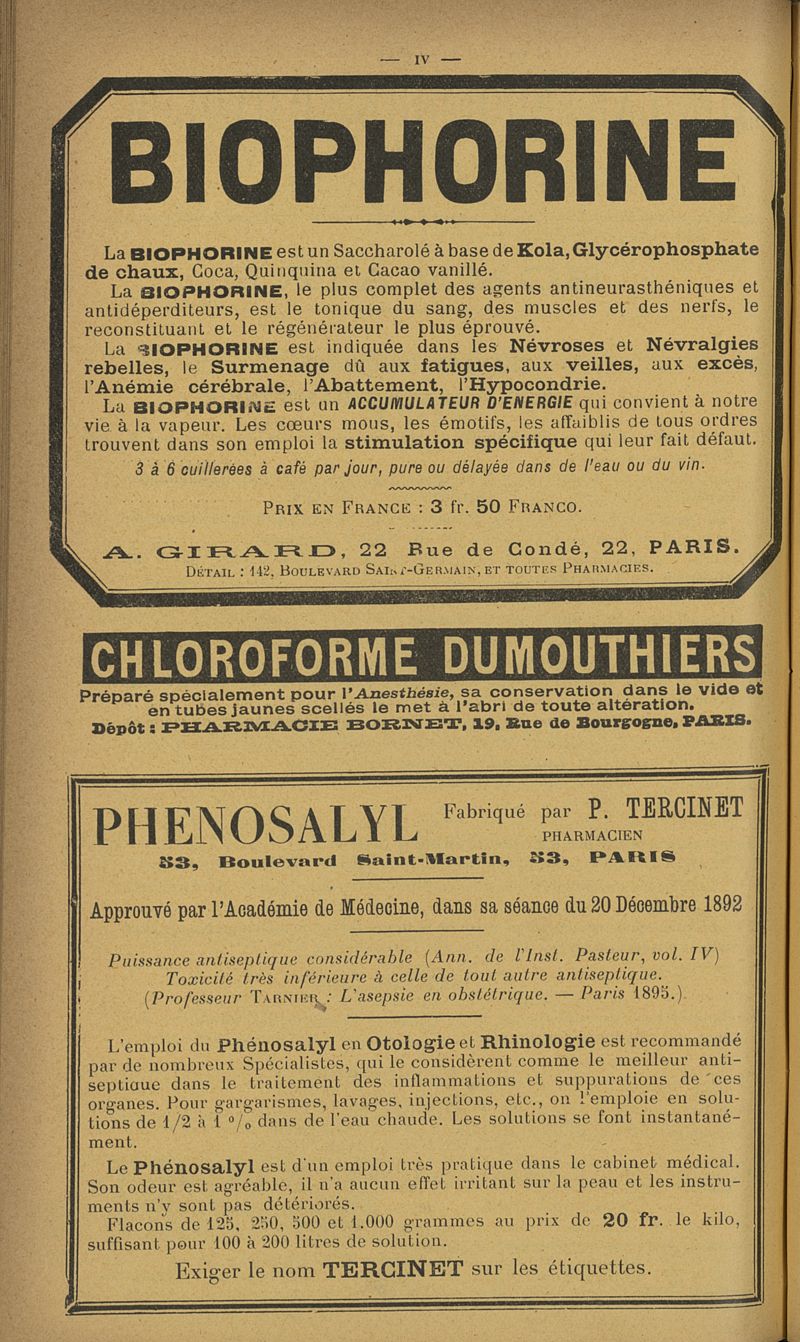 — IV —
BIOPHORINE
La BIOPHORINE est un Saccharolé à base de Kola, Glycérophosphate
de chaux, Coca, Quinquina et Cacao vanillé.
La BIOPHORINE, le plus complet des agents antineurasthéniques et
antidéperditeurs, est le tonique du sang, des muscles et des nerfs, le
reconstituant et le régénérateur le plus éprouvé.
La BIOPHORINE est indiquée dans les Névroses et Névralgies
rebelles, le Surmenage dû aux fatigues, aux veilles, aux excès,
l'Anémie cérébrale, l'Abattement, l'Hypocondrie.
La BIOPHORINE est un ACCUMULATEUR D'ENERGIE qui convient à notre
vie à la vapeur. Les cœurs mous, les émotifs, les affaiblis de tous ordres
trouvent dans son emploi la stimulation spécifique qui leur fait défaut.
3 à 6 cuillerées à café par jour, pure ou délayée dans de l'eau ou du vin.
PRIX EN FRANCE : 3 fr. 50 FRANCO.
A. GIRARD, 22 Rue de Condé, 22, PARIS.
DÉTAIL : 142, BOULEVARD SAINT-GERMAIN, ET TOUTES PHARMACIES.
CHLOROFORME DUMOUTHIERS
Préparé spécialement pour l'Anesthésie, sa conservation dans le vide et
en tubes jaunes scellés le met à l'abri de toute altération.
Dépôt : PHARMACIE BORNET, 19, Rue de Bourgogne, PARIS.
PHENOSALYL Fabriqué par P. TERCINET
PHARMACIEN
53, Boulevard Saint-Martin, 53, PARIS
Approuvé par l'Académie de Médecine, dans sa séance du 20 Décembre 1892
Puissance antiseptique considérable (Ann. de l'Inst. Pasteur, vol. IV)
Toxicité très inférieure à celle de tout autre antiseptique.
(Professeur TARNIER : L'asepsie en obstétrique. — Paris 1895.)
L'emploi du Phénosalyl en Otologie et Rhinologie est recommandé
par de nombreux Spécialistes, qui le considèrent comme le meilleur anti-
septique dans le traitement des inflammations et suppurations de ces
organes. Pour gargarismes, lavages, injections, etc., on l'emploie en solu-
tions de 1/2 à 1 % dans de l'eau chaude. Les solutions se font instantané-
ment.
Le Phénosalyl est d'un emploi très pratique dans le cabinet médical.
Son odeur est agréable, il n'a aucun effet irritant sur la peau et les instru-
ments n'y sont pas détériorés.
Flacons de 125, 250, 500 et 1.000 grammes au prix de 20 fr. le kilo,
suffisant pour 100 à 200 litres de solution.
Exiger le nom TERCINET sur les étiquettes.